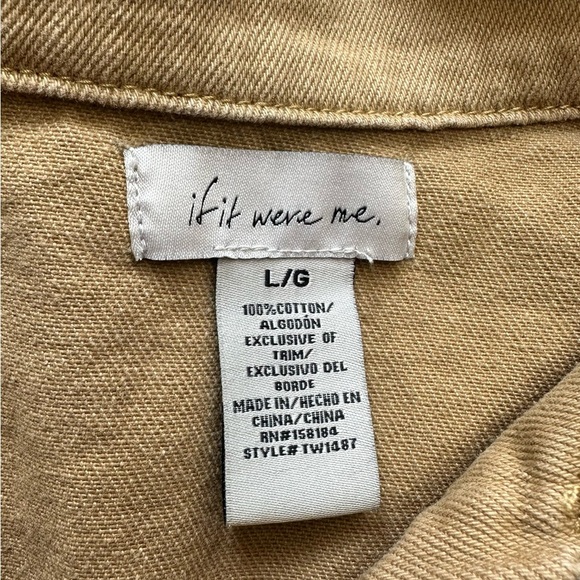 if it were me.
L/G
100%COTTON/
ALGODÓN
EXCLUSIVE OF
TRIM/
EXCLUSIVO DEL
BORDE
MADE IN/HECHO EN
CHINA/CHINA
RN#158184
STYLE# TW1487